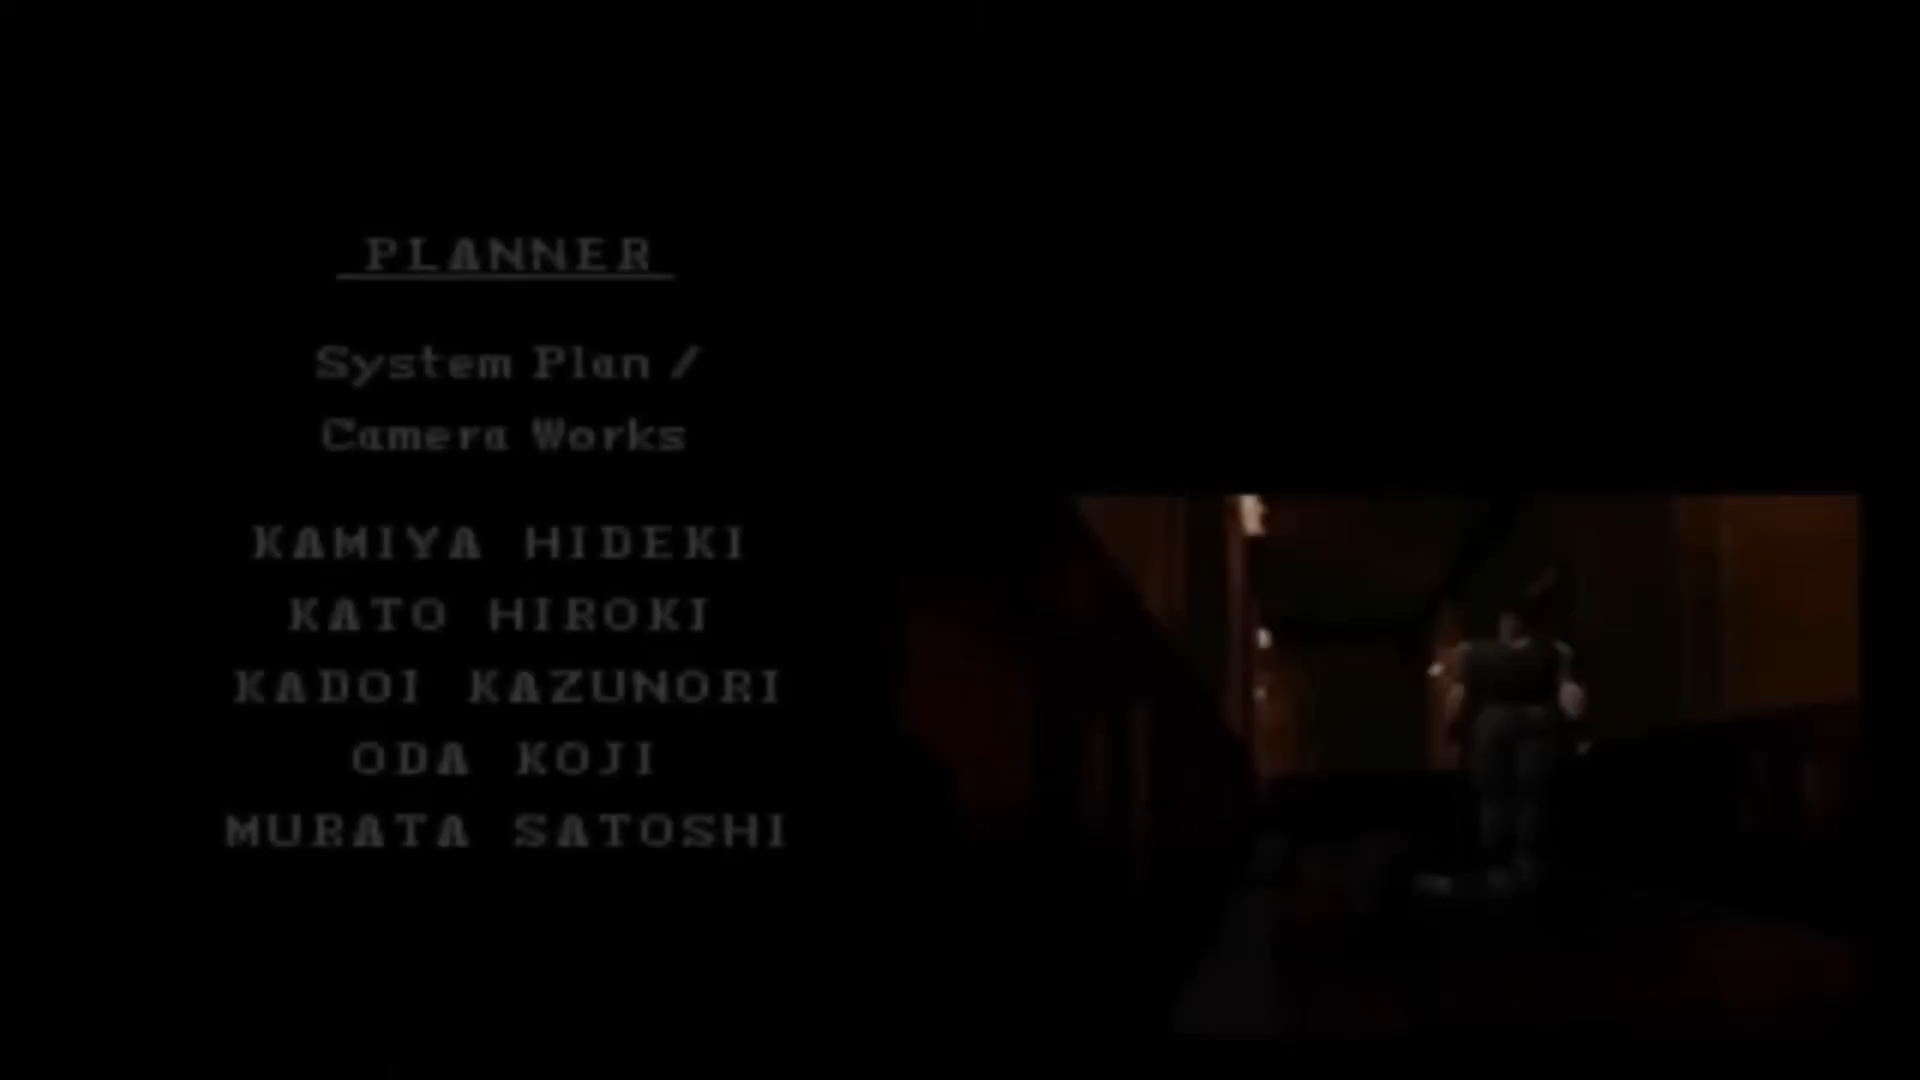 PLANNER
System Plan /
Camera Works
KAMIYA HIDEKI
KATO HIROKI
KADOI KAZUNORI
ODA KOJI
MURATA SATOSHI